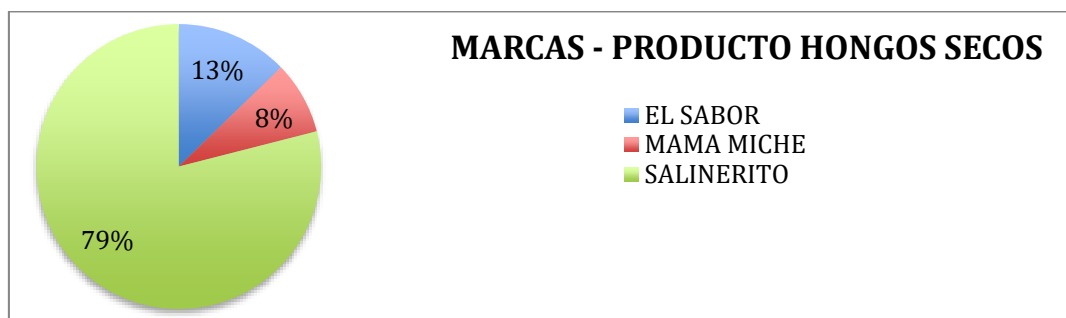 MARCAS - PRODUCTO HONGOS SECOS
13%
8%
79%
EL SABOR
MAMA MICHE
SALINERITO